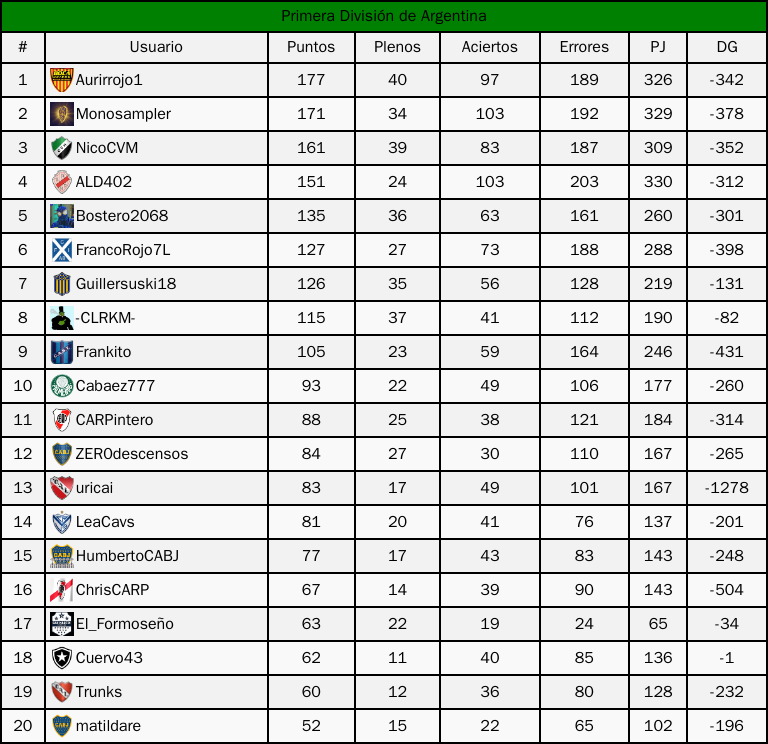 Primera División de Argentina
# Usuario Puntos Plenos Aciertos Errores PJ DG
1 Aurirrojo1 177 40 97 189 326 -342
2 Monosampler 171 34 103 192 329 -378
3 NicoCVM 161 39 83 187 309 -352
4 ALD402 151 24 103 203 330 -312
5 Bostero2068 135 36 63 161 260 -301
6 FrancoRojo7L 127 27 73 188 288 -398
7 Guillersuski18 126 35 56 128 219 -131
8 -CLRKM- 115 37 41 112 190 -82
9 Frankito 105 23 59 164 246 -431
10 Cabaez777 93 22 49 106 177 -260
11 CARPintero 88 25 38 121 184 -314
12 ZEROdescensos 84 27 30 110 167 -265
13 uricai 83 17 49 101 167 -1278
14 LeaCavs 81 20 41 76 137 -201
15 HumbertoCABJ 77 17 43 83 143 -248
16 ChrisCARP 67 14 39 90 143 -504
17 El_Formoseño 63 22 19 24 65 -34
18 Cuervo43 62 11 40 85 136 -1
19 Trunks 60 12 36 80 128 -232
20 matildare 52 15 22 65 102 -196